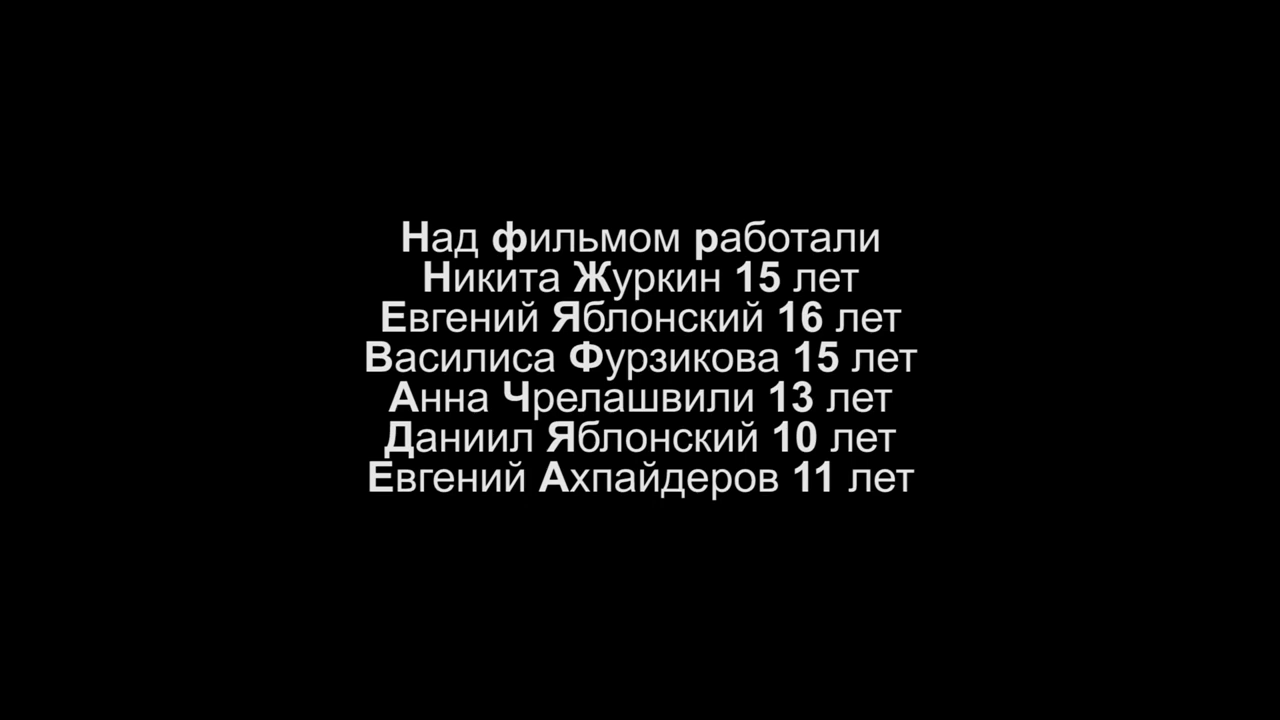 Над фильмом работали
Никита Журкин 15 лет
Евгений Яблонский 16 лет
Василиса Фурзикова 15 лет
Анна Чрелашвили 13 лет
Даниил Яблонский 10 лет
Евгений Ахпайдеров 11 лет